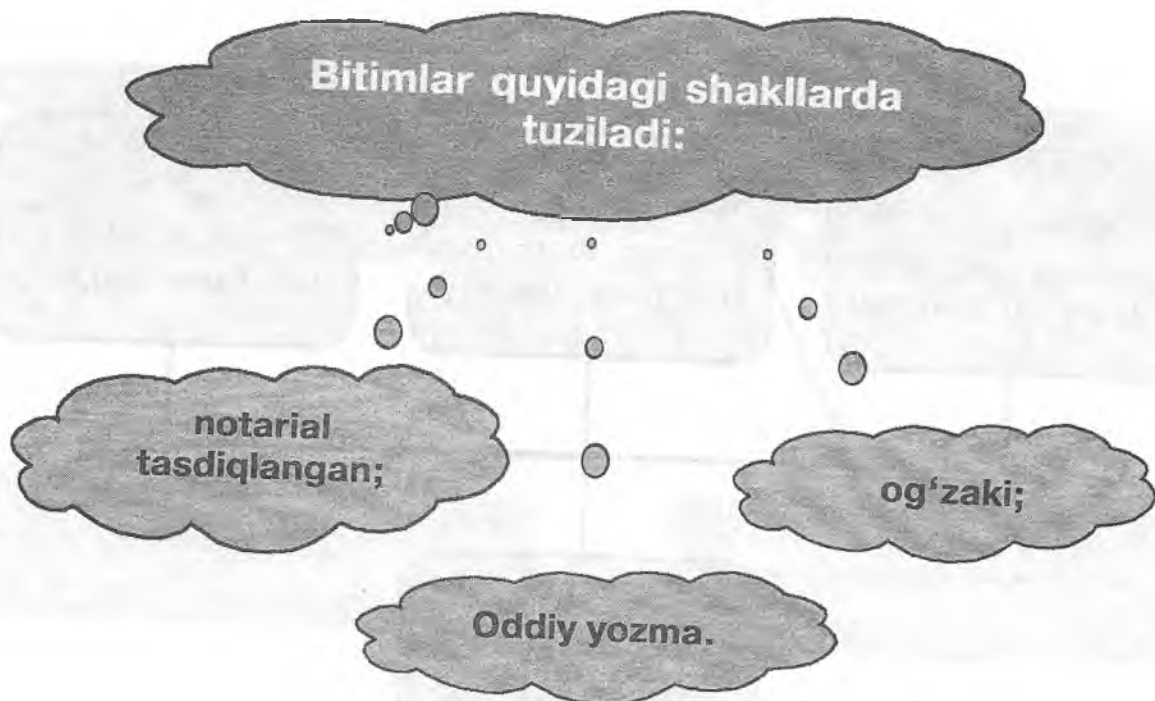 Bitimlar quyidagi shakllarda
tuziladi:
notarial
tasdiqlangan;
og‘zaki;
Oddiy yozma.